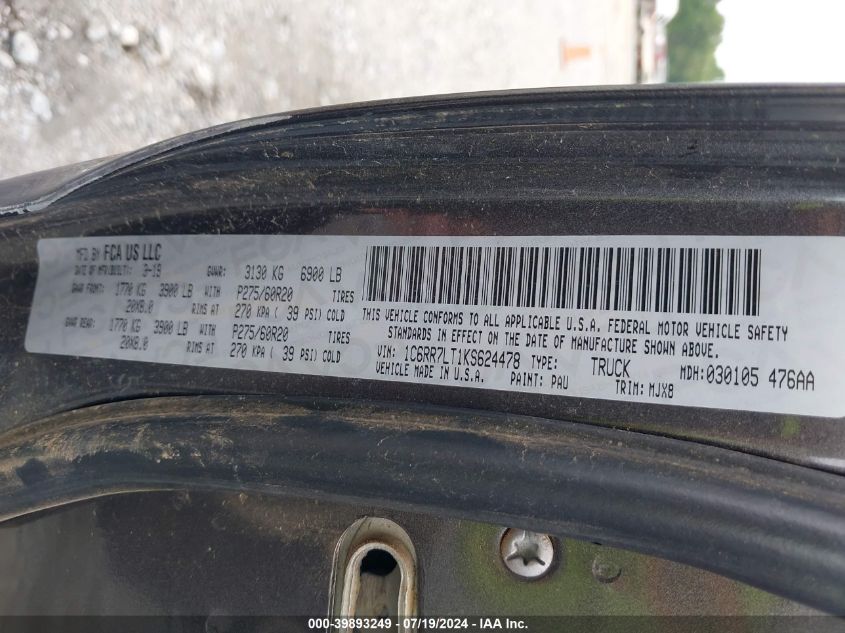 MFD BY FCA US LLC
DATE OF MFR/BUILT: 3-19 GVWR: 3130 KG 6900 LB
GAWR FRONT: 1770 KG 3900 LB WITH P275/60R20 TIRES
20X8.0 RIMS AT 270 KPA ( 39 PSI) COLD
GAWR REAR: 1770 KG 3900 LB WITH P275/60R20 TIRES
20X8.0 RIMS AT 270 KPA ( 39 PSI) COLD
THIS VEHICLE CONFORMS TO ALL APPLICABLE U.S.A. FEDERAL MOTOR VEHICLE SAFETY
STANDARDS IN EFFECT ON THE DATE OF MANUFACTURE SHOWN ABOVE.
VIN: 1C6RR7LT1KS624478 TYPE: TRUCK MDH:030105 476AA
VEHICLE MADE IN U.S.A. PAINT: PAU TRIM: MJX8
000-39893249 - 07/19/2024 - IAA Inc.